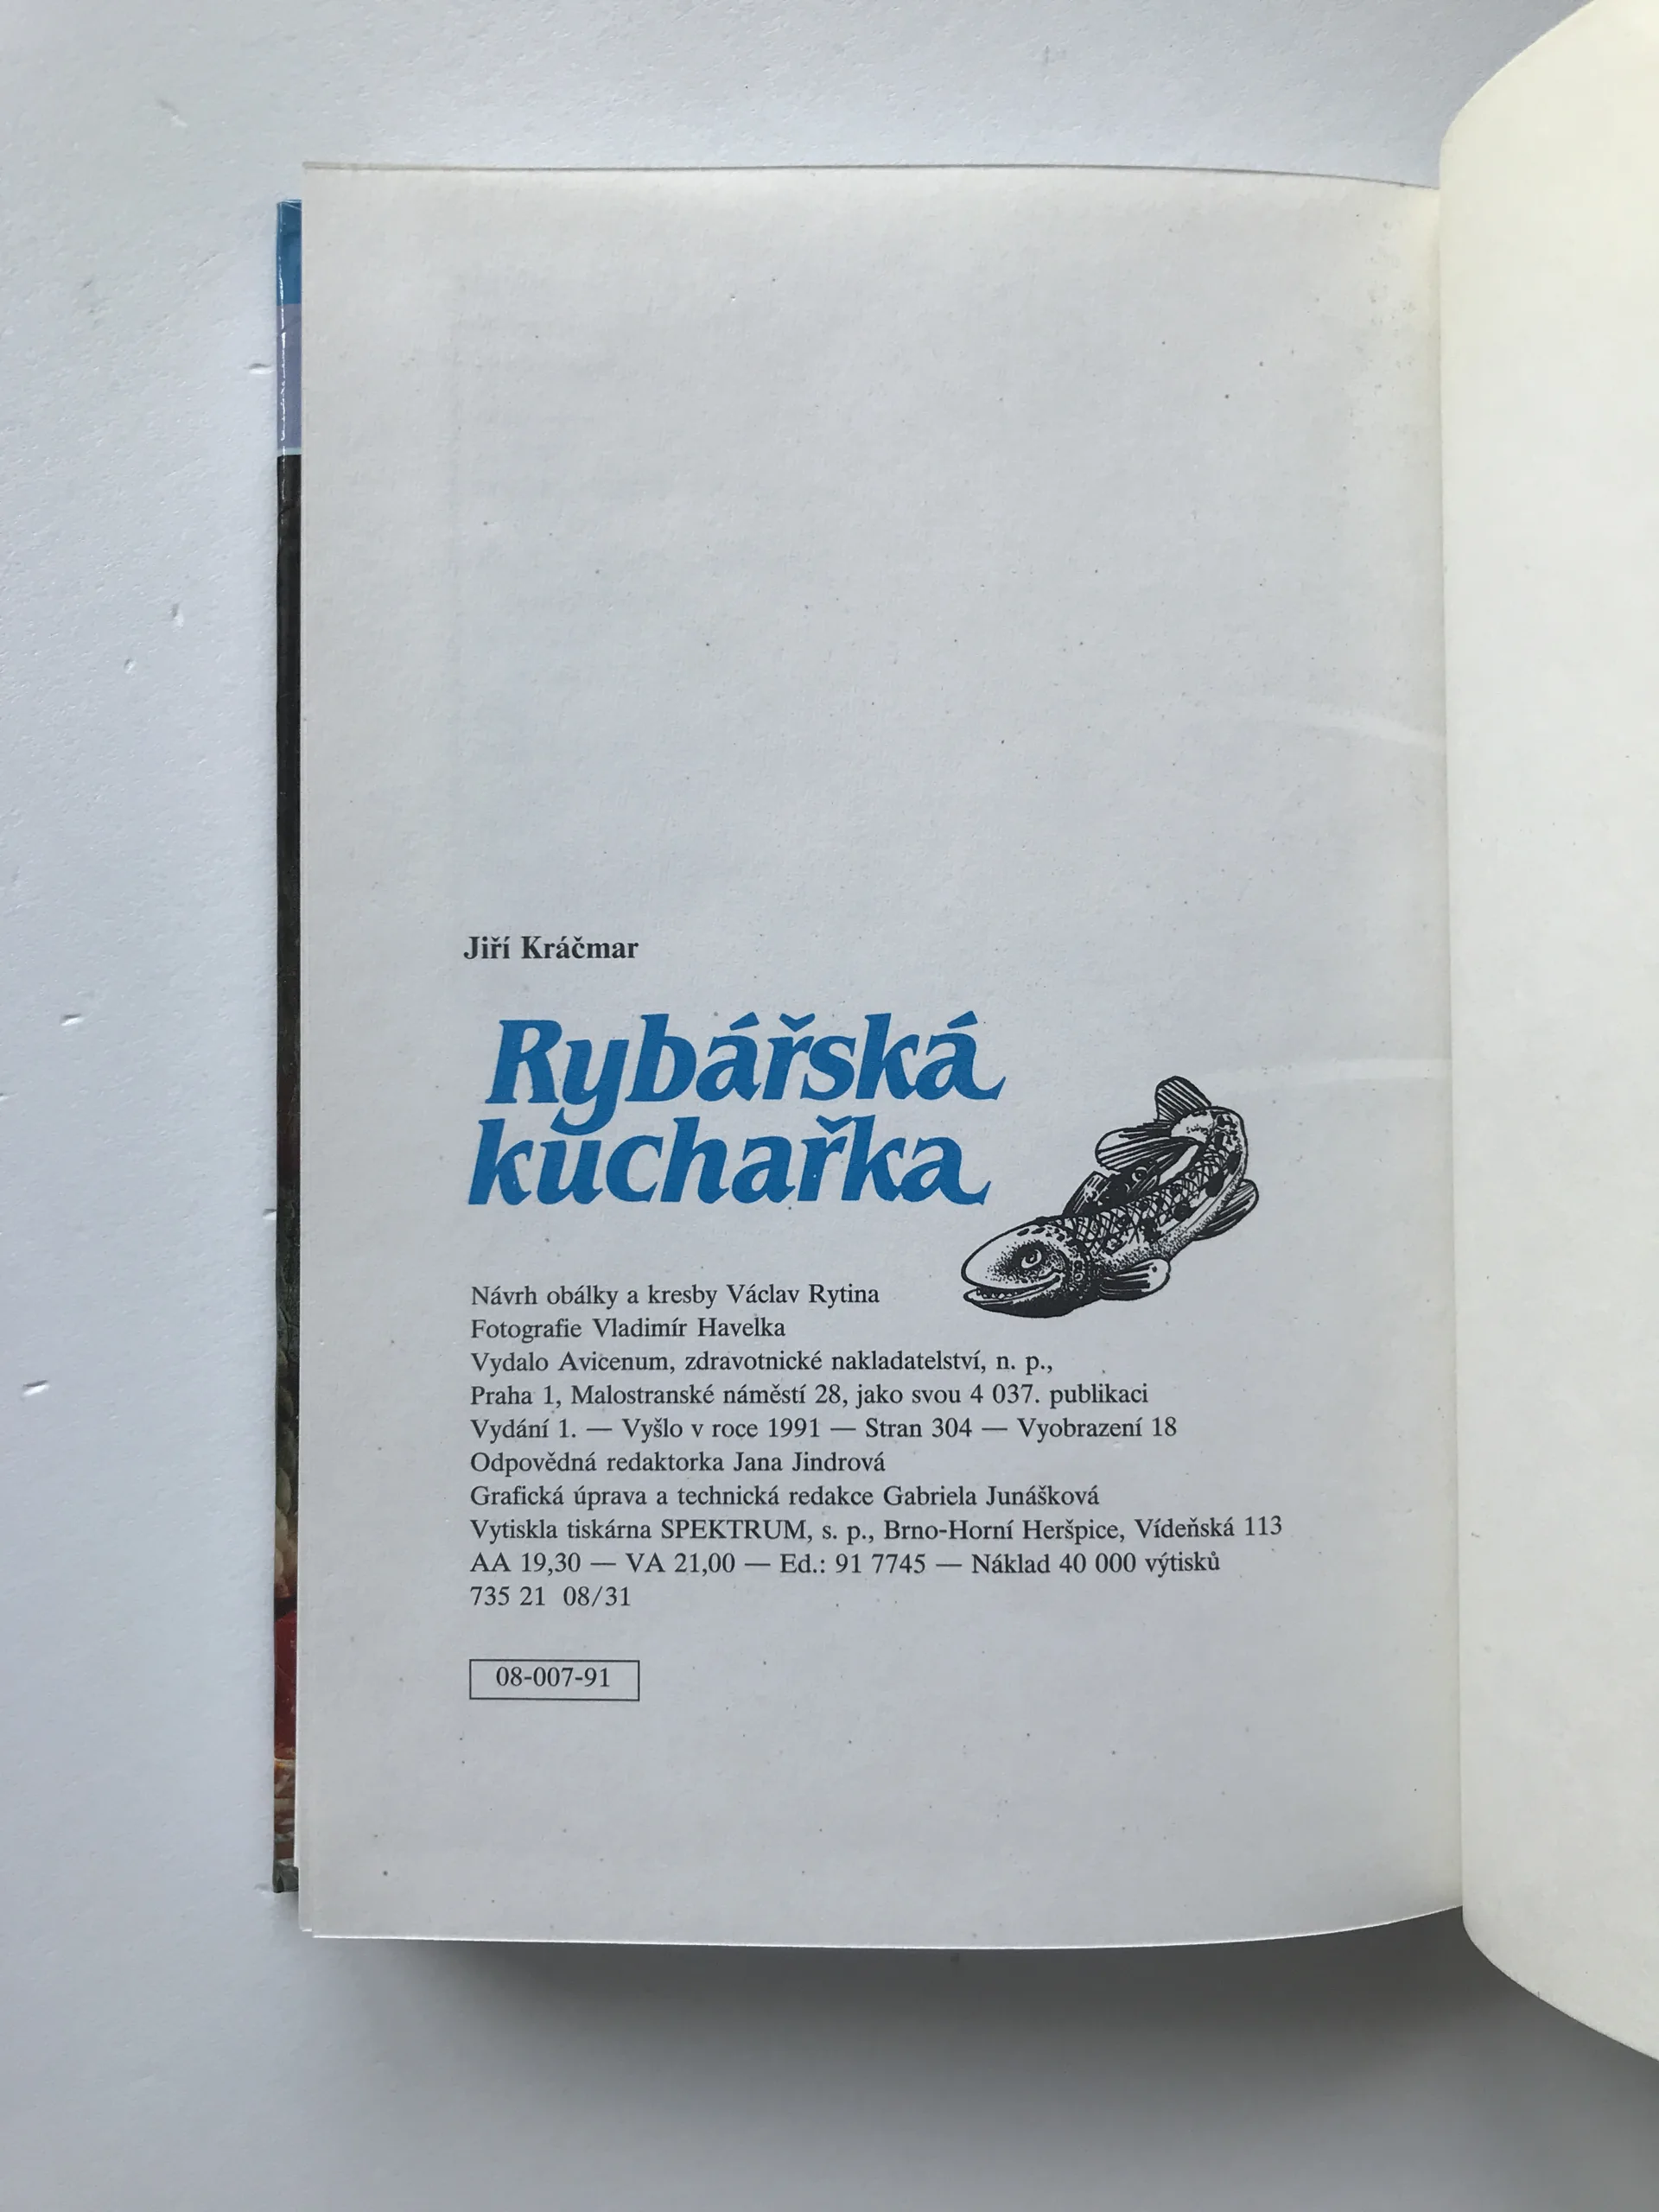 Jiří Kráčmar
Rybářská
kuchařka
Návrh obálky a kresby Václav Rytina
Fotografie Vladimír Havelka
Vydalo Avicenum, zdravotnické nakladatelství, n. p.,
Praha 1, Malostranské náměstí 28, jako svou 4 037. publikaci
Vydání 1. — Vyšlo v roce 1991 — Stran 304 — Vyobrazení 18
Odpovědná redaktorka Jana Jindrová
Grafická úprava a technická redakce Gabriela Junášková
Vytiskla tiskárna SPEKTRUM, s. p., Brno-Horní Heršpice, Vídeňská 113
AA 19,30 — VA 21,00 — Ed.: 91 7745 — Náklad 40 000 výtisků
735 21 08/31
08-007-91